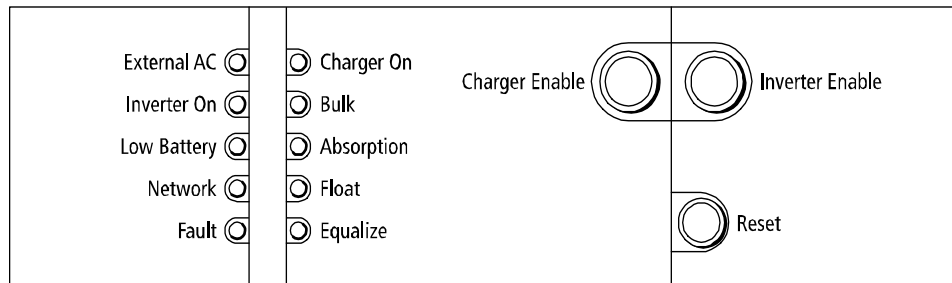 External AC
Inverter On
Low Battery
Network
Fault
Charger On
Bulk
Absorption
Float
Equalize
Charger Enable
Inverter Enable
Reset